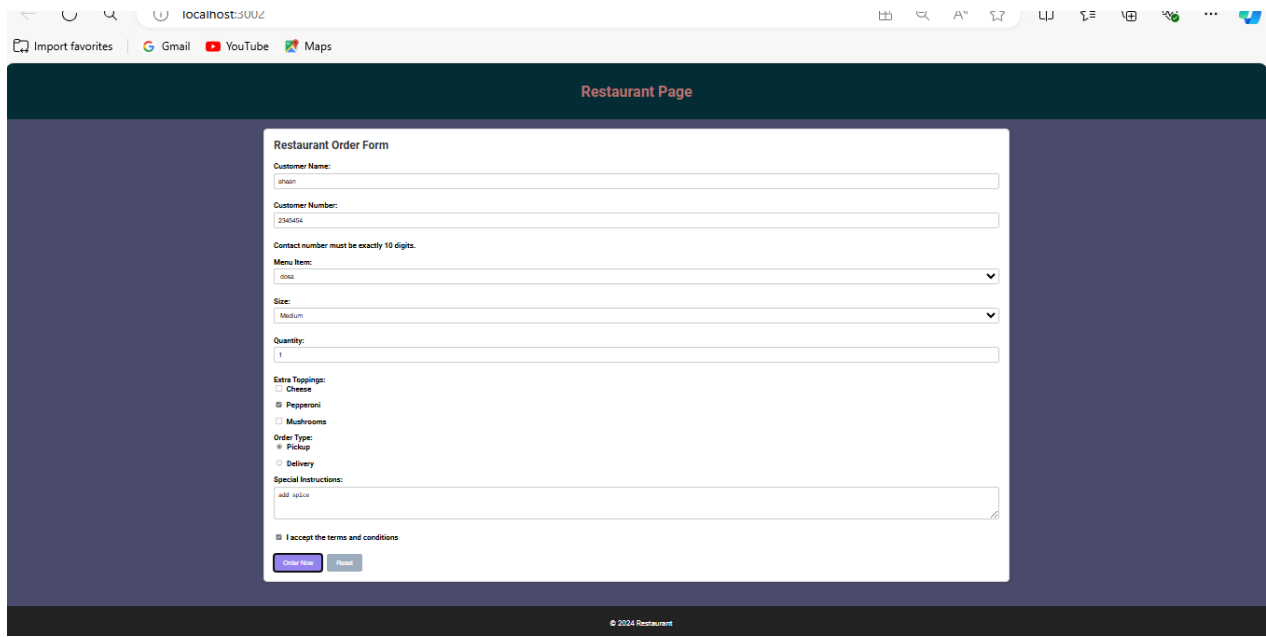 localhost:3002
Import favorites Gmail YouTube Maps
Restaurant Page
Restaurant Order Form
Customer Name:
ahaan
Customer Number:
2345454
Contact number must be exactly 10 digits.
Menu Item:
dosa
Size:
Medium
Quantity:
1
Extra Toppings:
Cheese
Pepperoni
Mushrooms
Order Type:
Pickup
Delivery
Special Instructions:
add spice
I accept the terms and conditions
Order Now Reset
© 2024 Restaurant